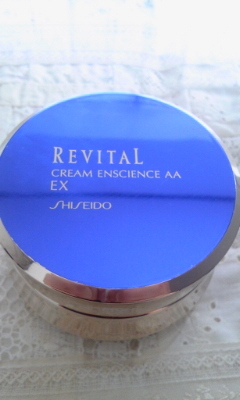 REVITAL
CREAM ENSCIENCE AA
EX
SHISEIDO